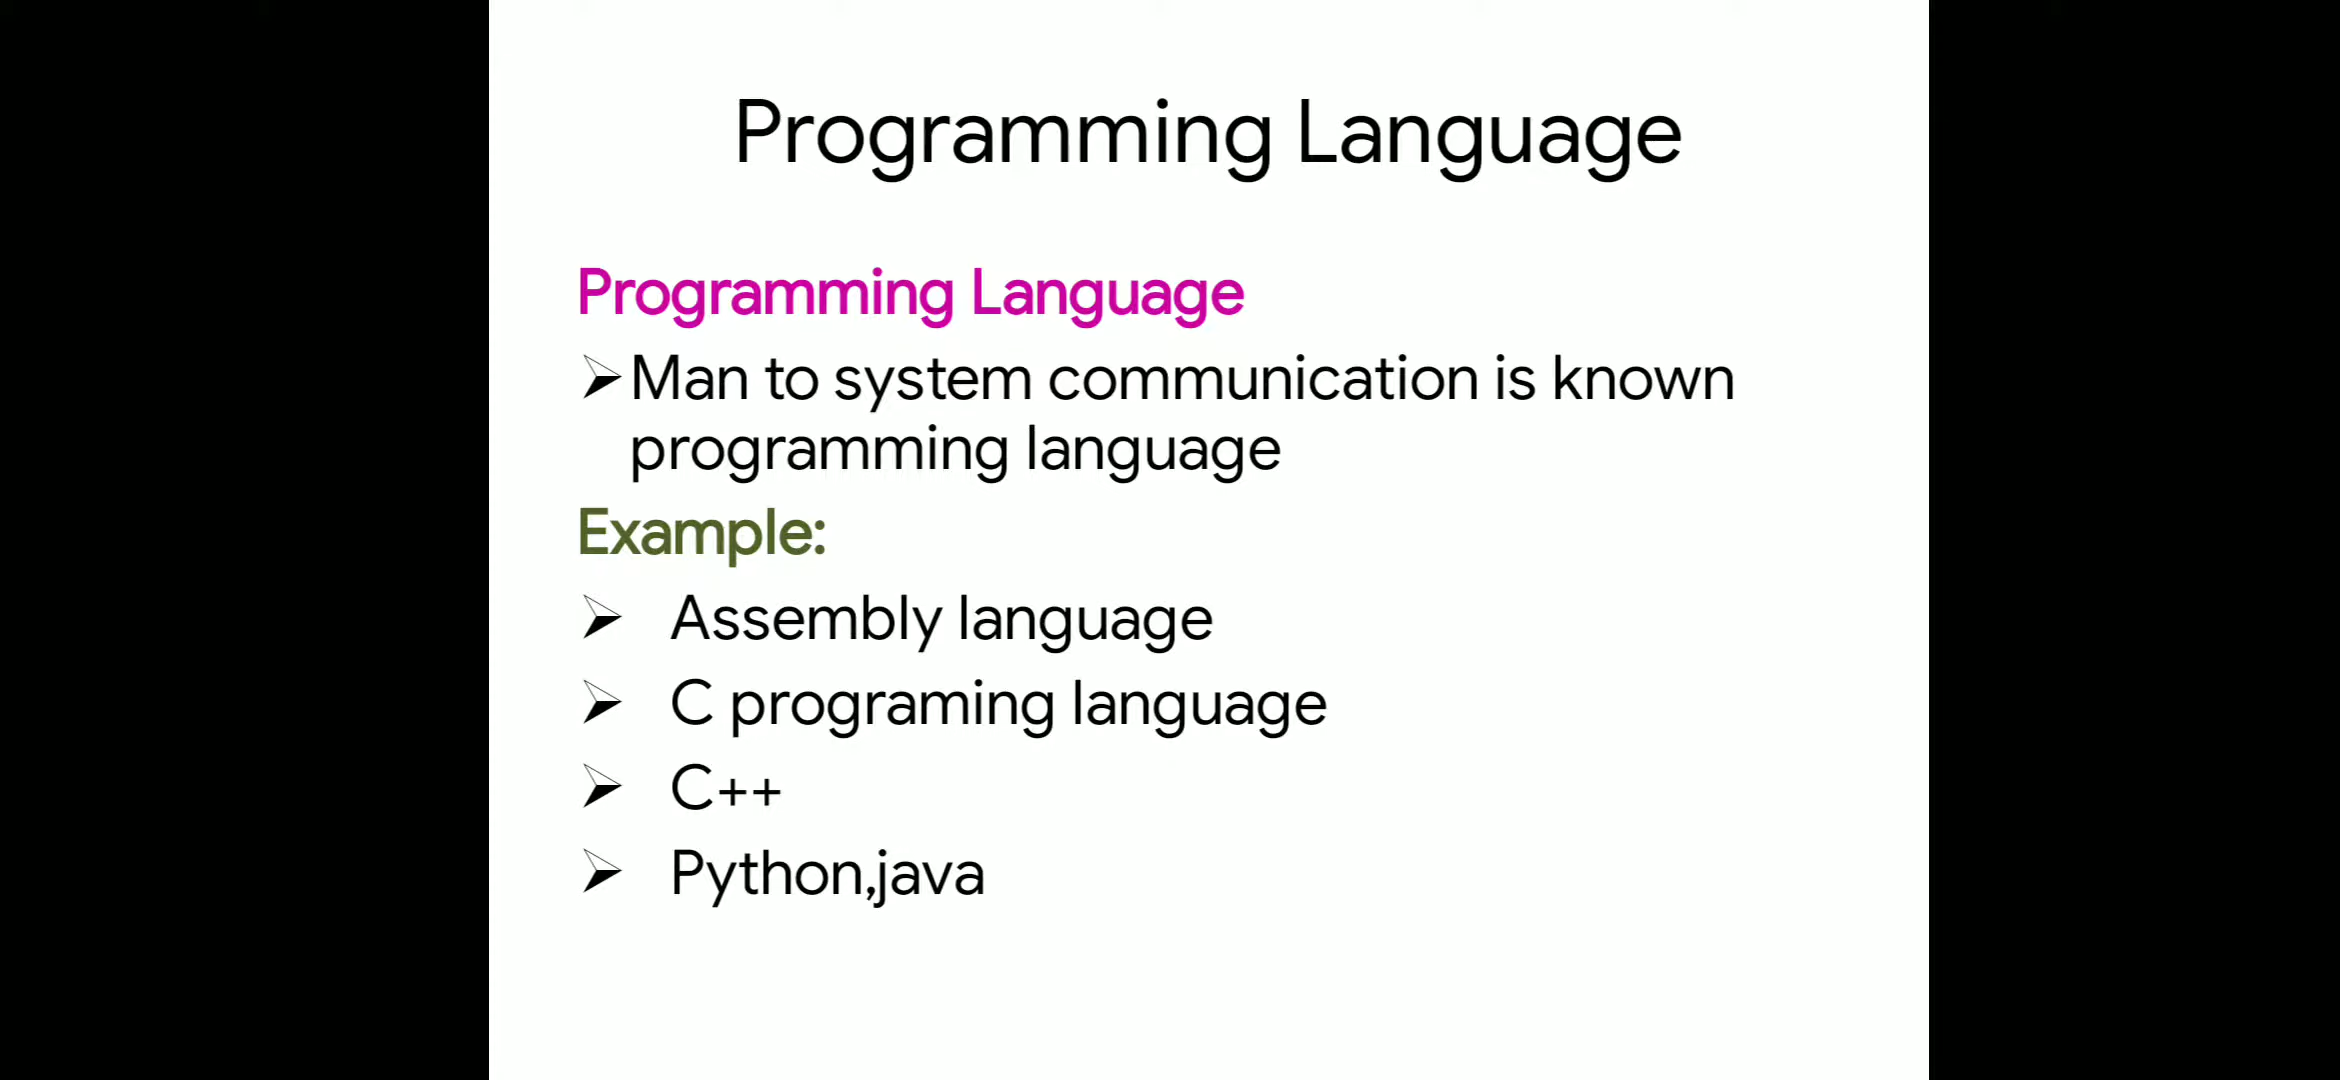 Programming Language
Programming Language
➢Man to system communication is known
programming language
Example:
➢ Assembly language
➢ C programing language
➢ C++
➢ Python,java